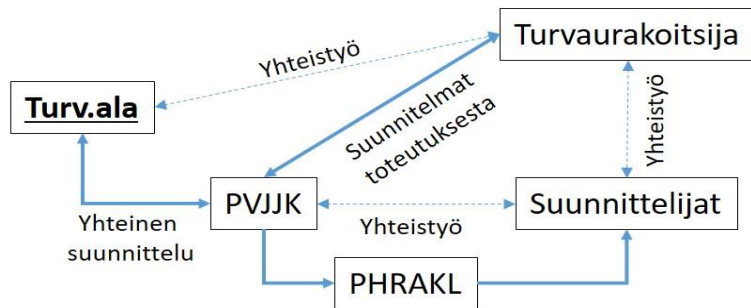 Turvaurakoitsija
Yhteistyö
Turv.ala
Suunnitelmat
toteutuksesta
Yhteistyö
PVJJK
Suunnittelijat
Yhteinen
suunnittelu
Yhteistyö
PHRAKL